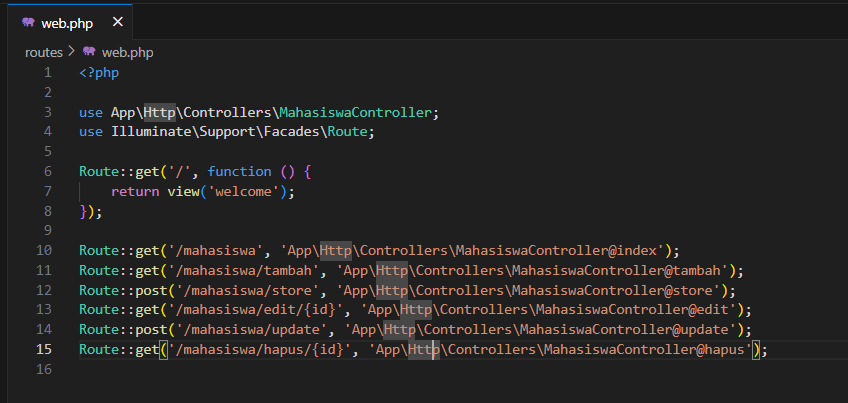 web.php
routes > web.php
1 <?php
2
3 use App\Http\Controllers\MahasiswaController;
4 use Illuminate\Support\Facades\Route;
5
6 Route::get('/', function () {
7     return view('welcome');
8 });
9
10 Route::get('/mahasiswa', 'App\Http\Controllers\MahasiswaController@index');
11 Route::get('/mahasiswa/tambah', 'App\Http\Controllers\MahasiswaController@tambah');
12 Route::post('/mahasiswa/store', 'App\Http\Controllers\MahasiswaController@store');
13 Route::get('/mahasiswa/edit/{id}', 'App\Http\Controllers\MahasiswaController@edit');
14 Route::post('/mahasiswa/update', 'App\Http\Controllers\MahasiswaController@update');
15 Route::get('/mahasiswa/hapus/{id}', 'App\Http\Controllers\MahasiswaController@hapus');
16